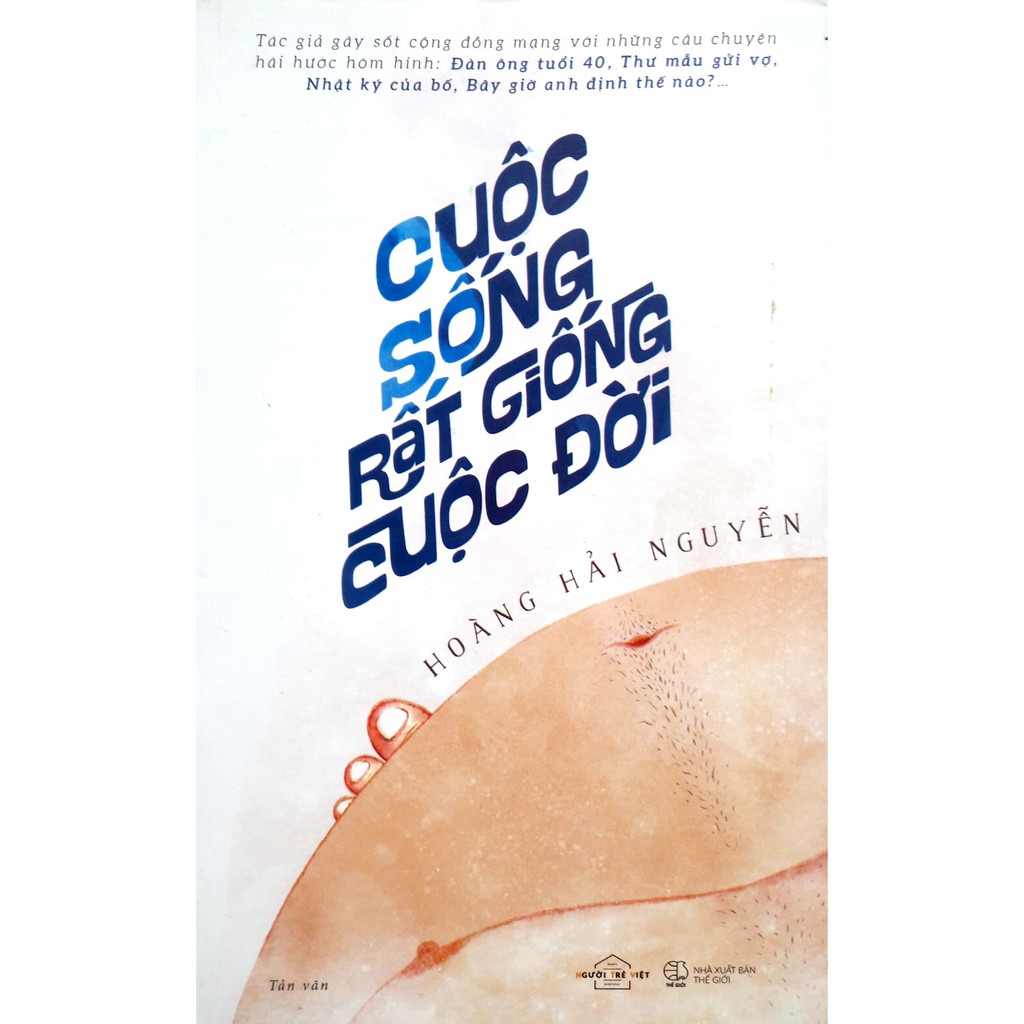 Tác giả gây sốt cộng đồng mạng với những câu chuyện
hài hước hóm hỉnh: Đàn ông tuổi 40, Thư mẫu gửi vợ,
Nhật ký của bố, Bây giờ anh định thế nào?...
CUỘC
SỐNG
RẤT GIỐNG
CUỘC ĐỜI
HOÀNG HẢI NGUYỄN
Tản văn
NGƯỜI TRẺ VIỆT
THẾ GIỚI
NHÀ XUẤT BẢN
THẾ GIỚI